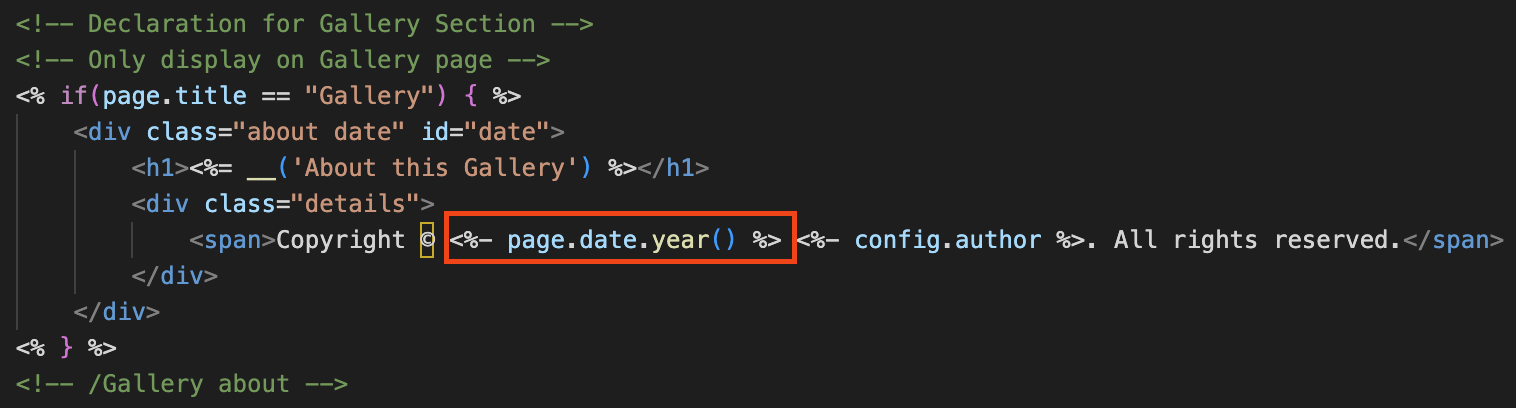 <!-- Declaration for Gallery Section -->
<!-- Only display on Gallery page -->
<% if(page.title == "Gallery") { %>
    <div class="about date" id="date">
        <h1><%= __('About this Gallery') %></h1>
        <div class="details">
            <span>Copyright © <%- page.date.year() %> <%- config.author %>. All rights reserved.</span>
        </div>
    </div>
<% } %>
<!-- /Gallery about -->